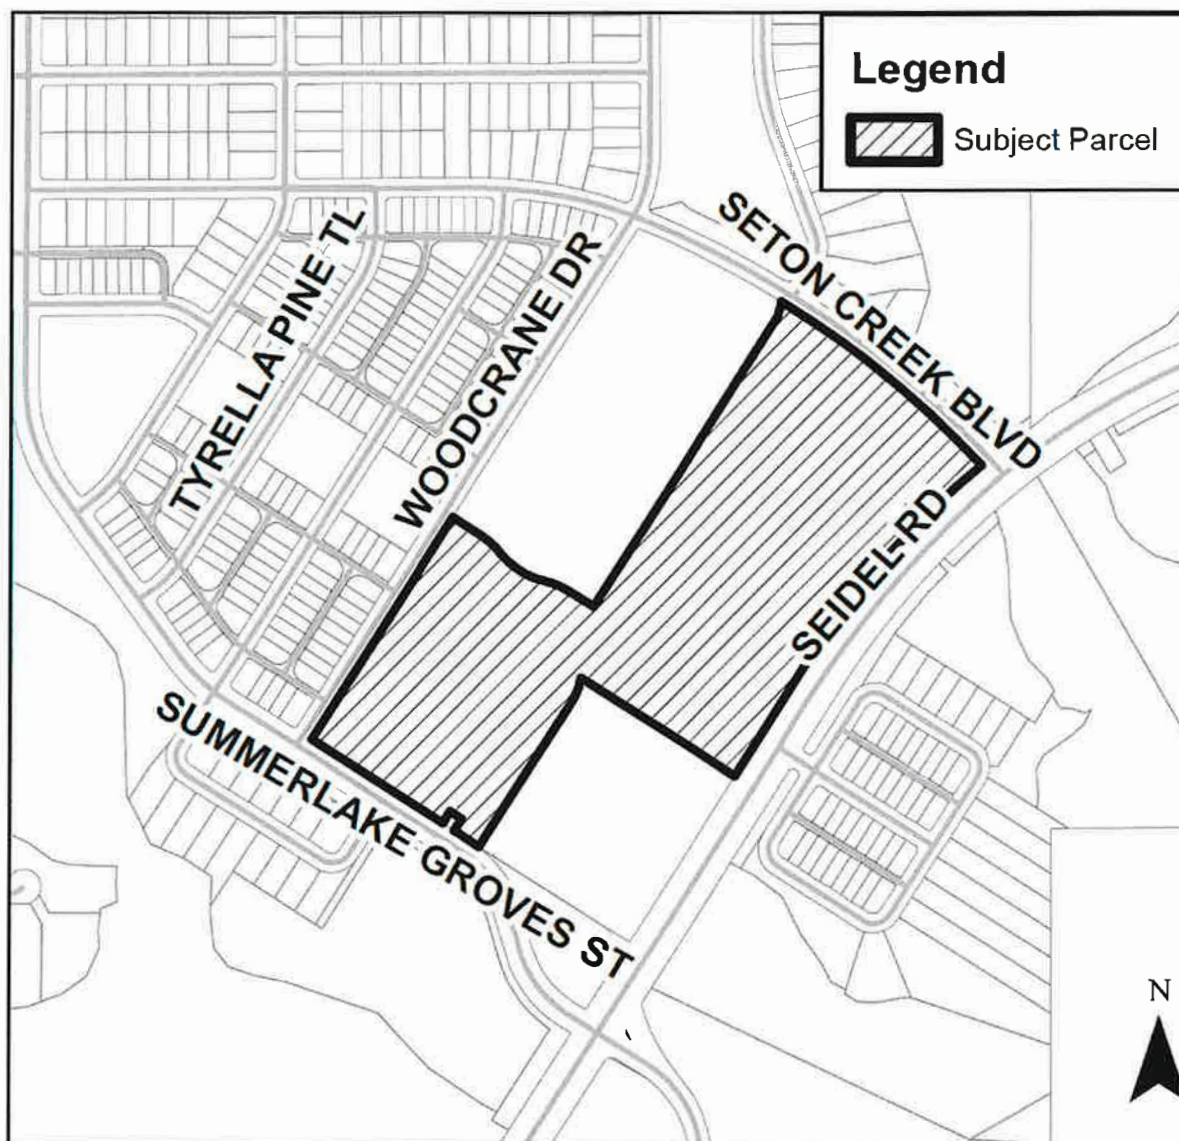 Legend
Subject Parcel
SETON CREEK BLVD
TYRELLA PINE TL
WOODCRANE DR
SEIDEL RD
SUMMERLAKE GROVES ST
N